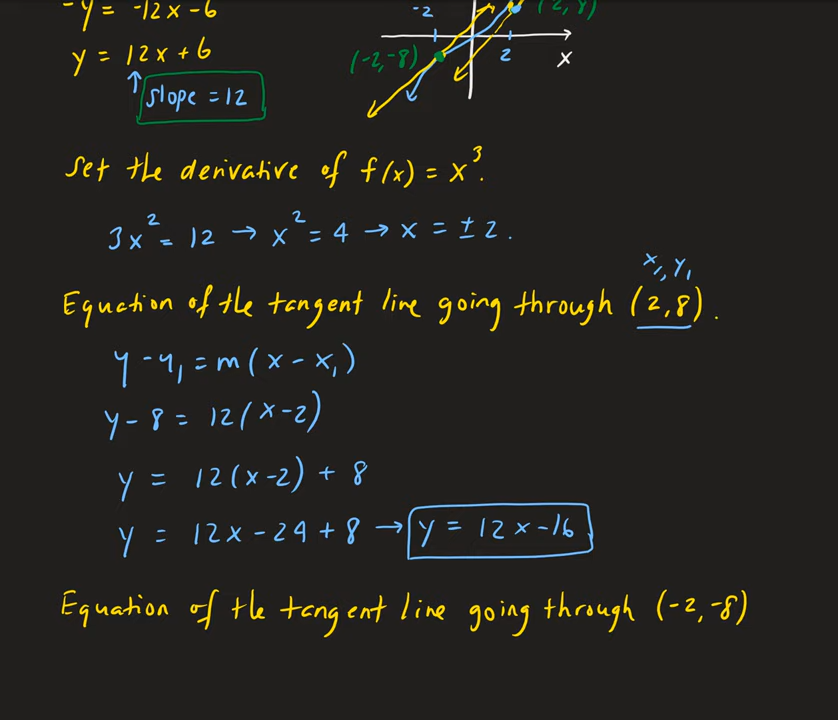 -y = -12x - 6
y = 12x + 6
slope = 12
-2
(2, 8)
(-2, -8)
2
x
Set the derivative of f(x) = x³.
3x² = 12 → x² = 4 → x = ± 2.
x₁, y₁
Equation of the tangent line going through (2, 8).
y - y₁ = m(x - x₁)
y - 8 = 12(x - 2)
y = 12(x - 2) + 8
y = 12x - 24 + 8 → y = 12x - 16
Equation of the tangent line going through (-2, -8)